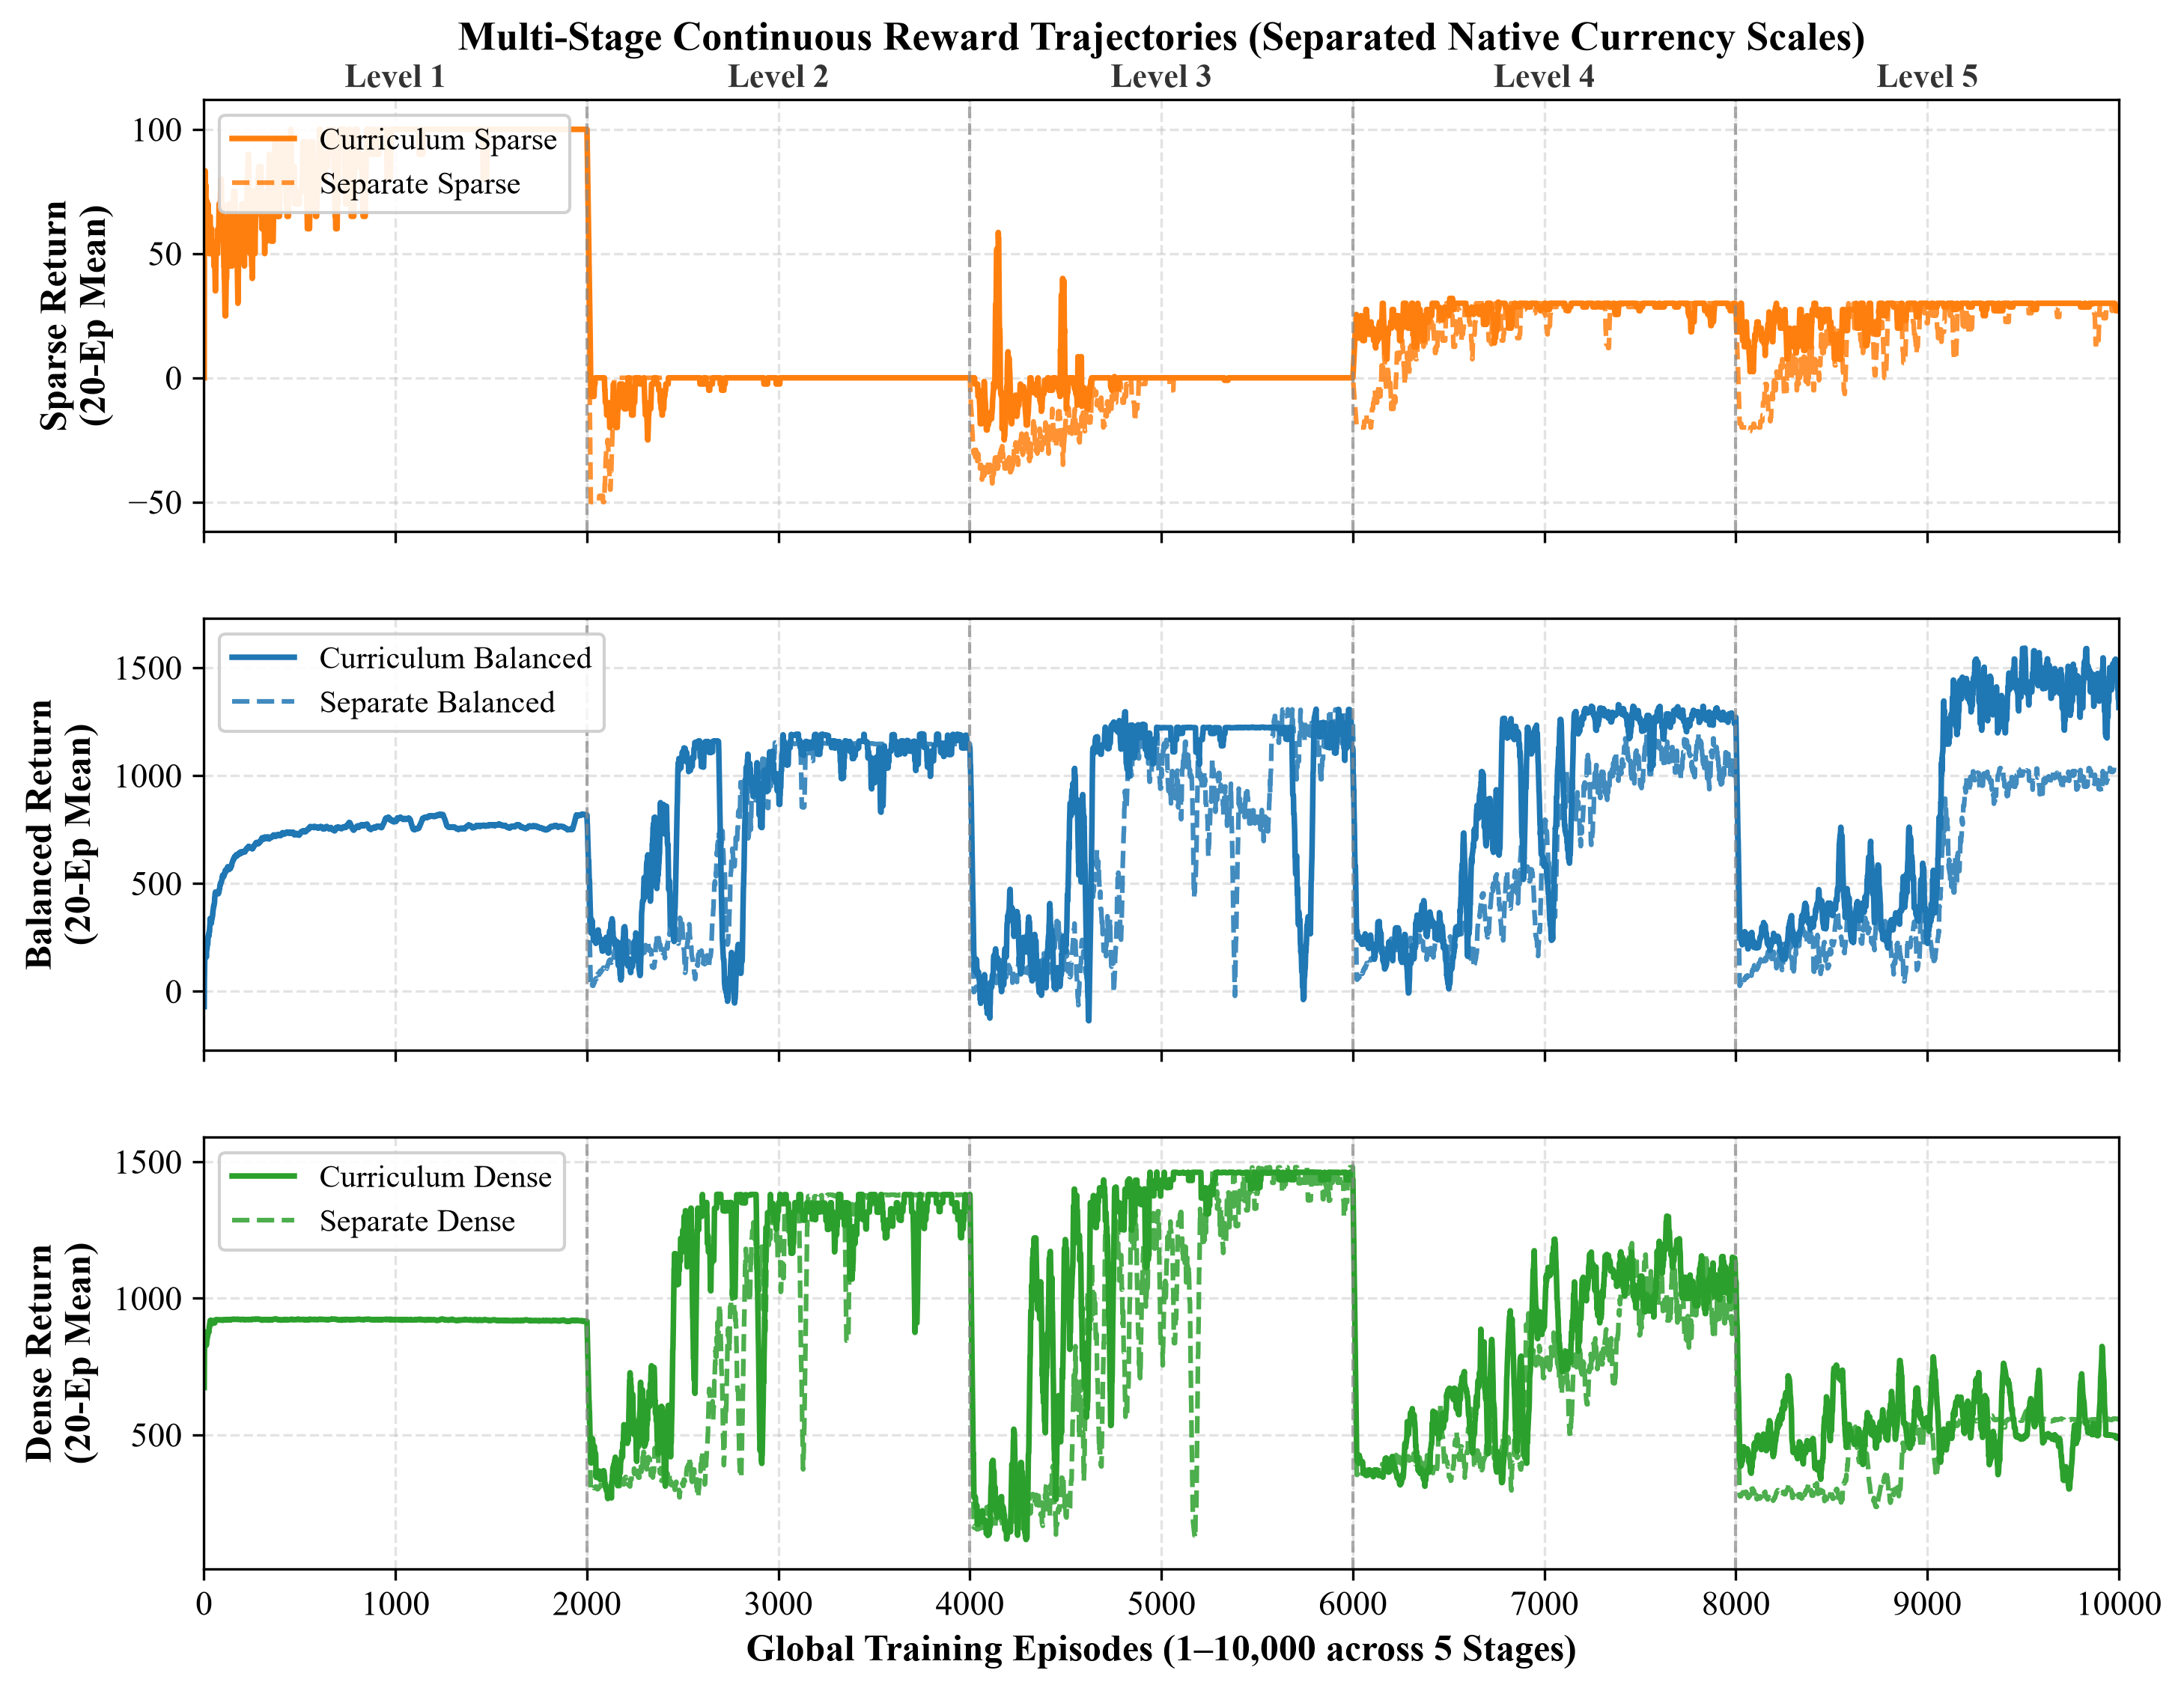 Multi-Stage Continuous Reward Trajectories (Separated Native Currency Scales)
Level 1 Level 2 Level 3 Level 4 Level 5
Sparse Return
(20-Ep Mean)
100
50
0
−50
Curriculum Sparse
Separate Sparse
Balanced Return
(20-Ep Mean)
1500
1000
500
0
Curriculum Balanced
Separate Balanced
Dense Return
(20-Ep Mean)
1500
1000
500
Curriculum Dense
Separate Dense
0 1000 2000 3000 4000 5000 6000 7000 8000 9000 10000
Global Training Episodes (1–10,000 across 5 Stages)